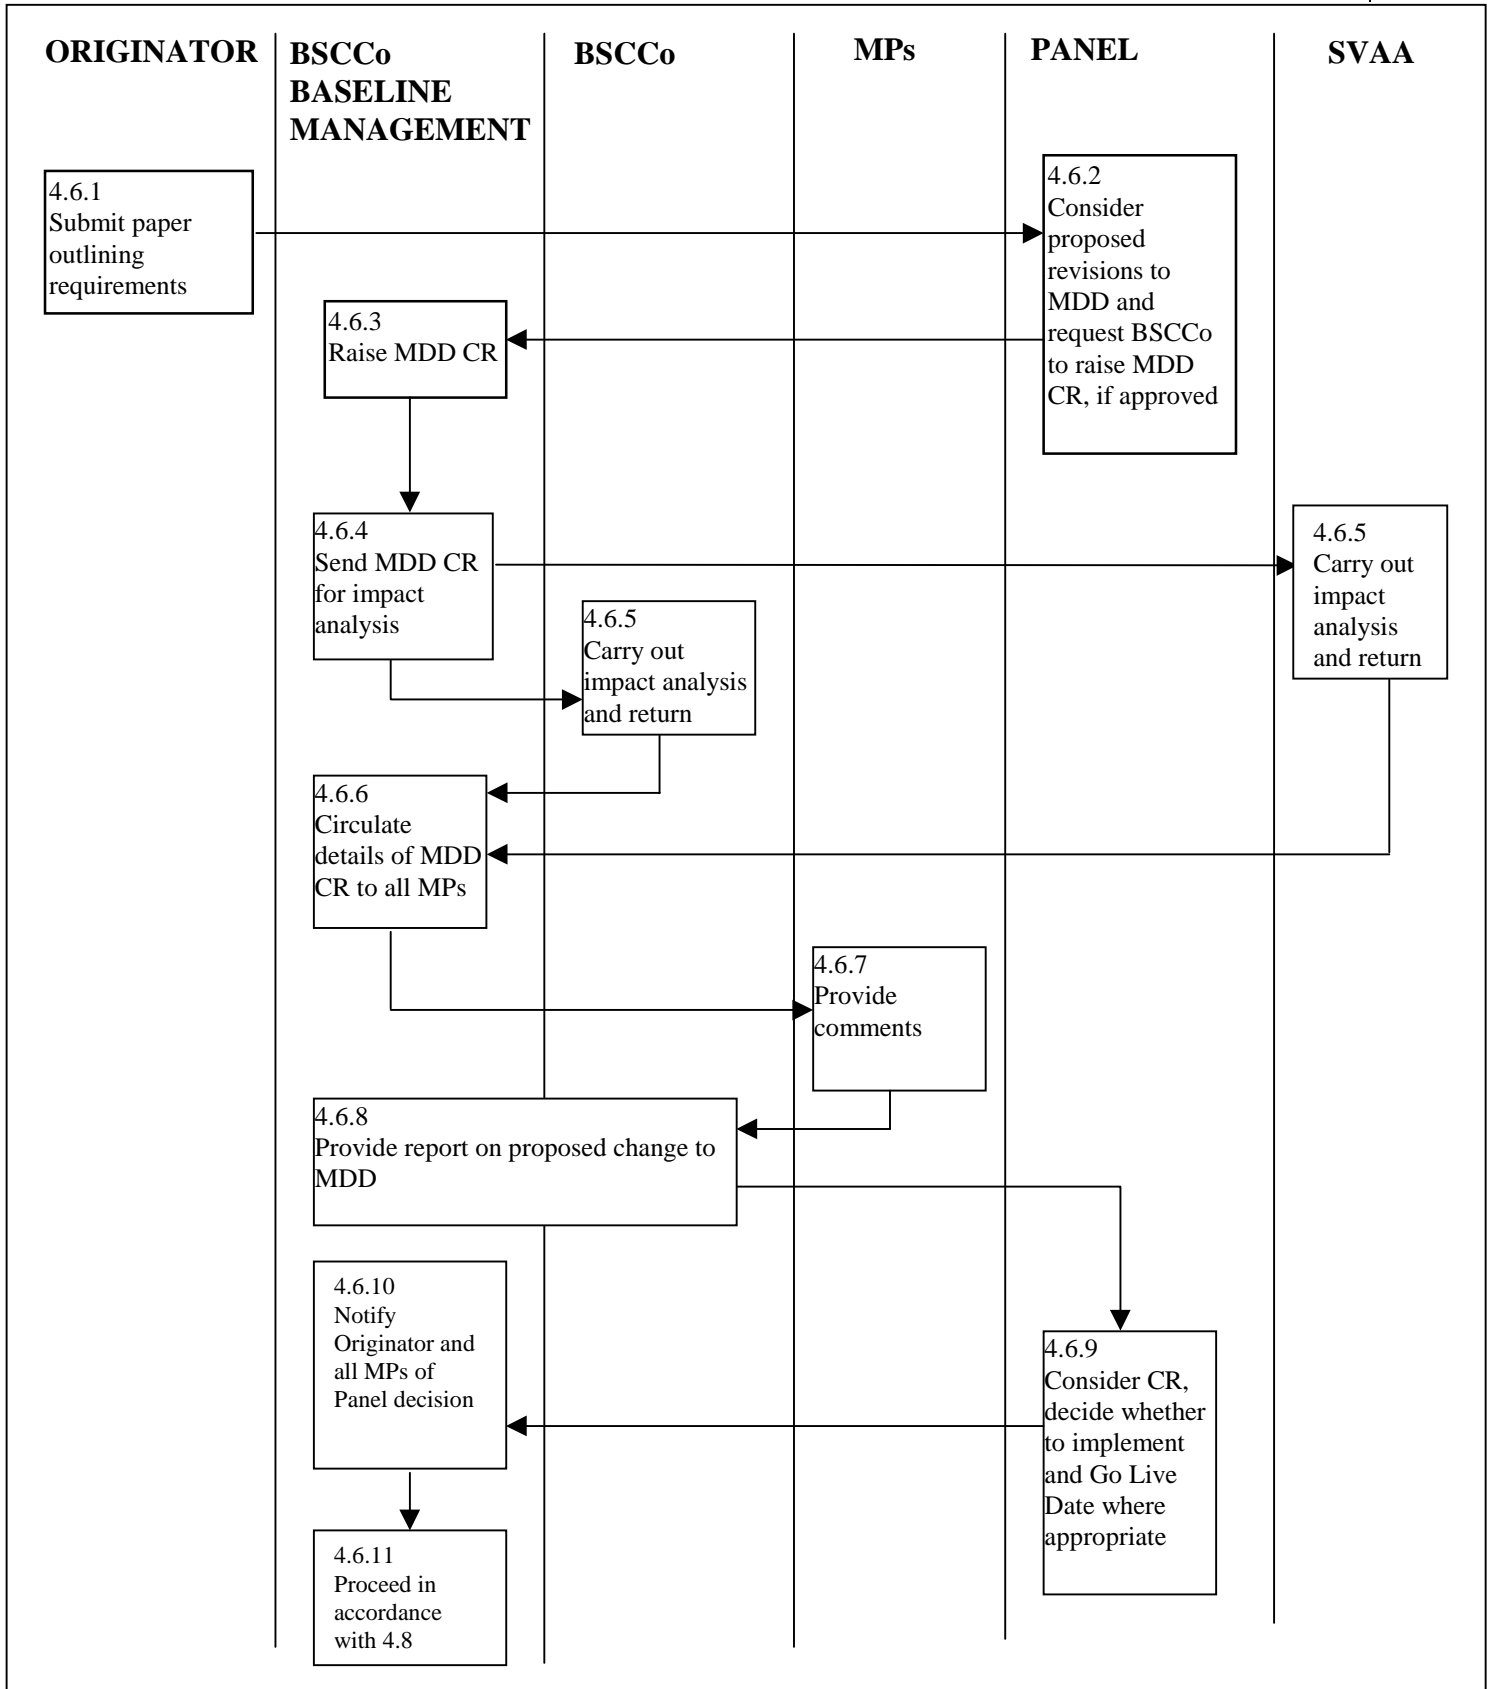 ORIGINATOR
BSCCo
BASELINE
MANAGEMENT
BSCCo
MPs
PANEL
SVAA
4.6.1
Submit paper
outlining
requirements
4.6.2
Consider
proposed
revisions to
MDD and
request BSCCo
to raise MDD
CR, if approved
4.6.3
Raise MDD CR
4.6.4
Send MDD CR
for impact
analysis
4.6.5
Carry out
impact
analysis
and return
4.6.5
Carry out
impact analysis
and return
4.6.6
Circulate
details of MDD
CR to all MPs
4.6.7
Provide
comments
4.6.8
Provide report on proposed change to
MDD
4.6.10
Notify
Originator and
all MPs of
Panel decision
4.6.9
Consider CR,
decide whether
to implement
and Go Live
Date where
appropriate
4.6.11
Proceed in
accordance
with 4.8